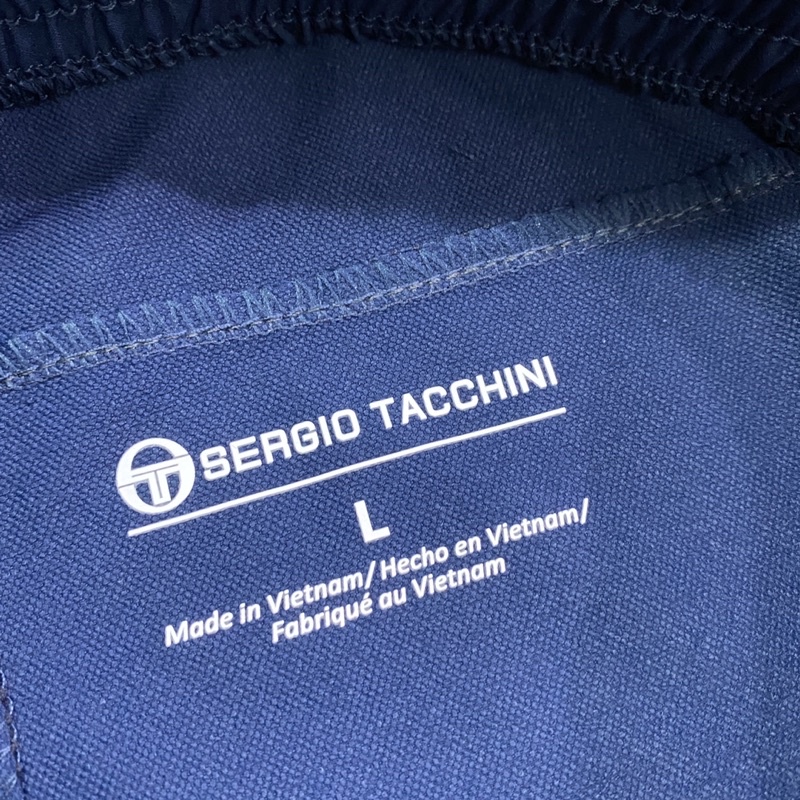 SERGIO TACCHINI
L
Made in Vietnam/Hecho en Vietnam/
Fabriqué au Vietnam